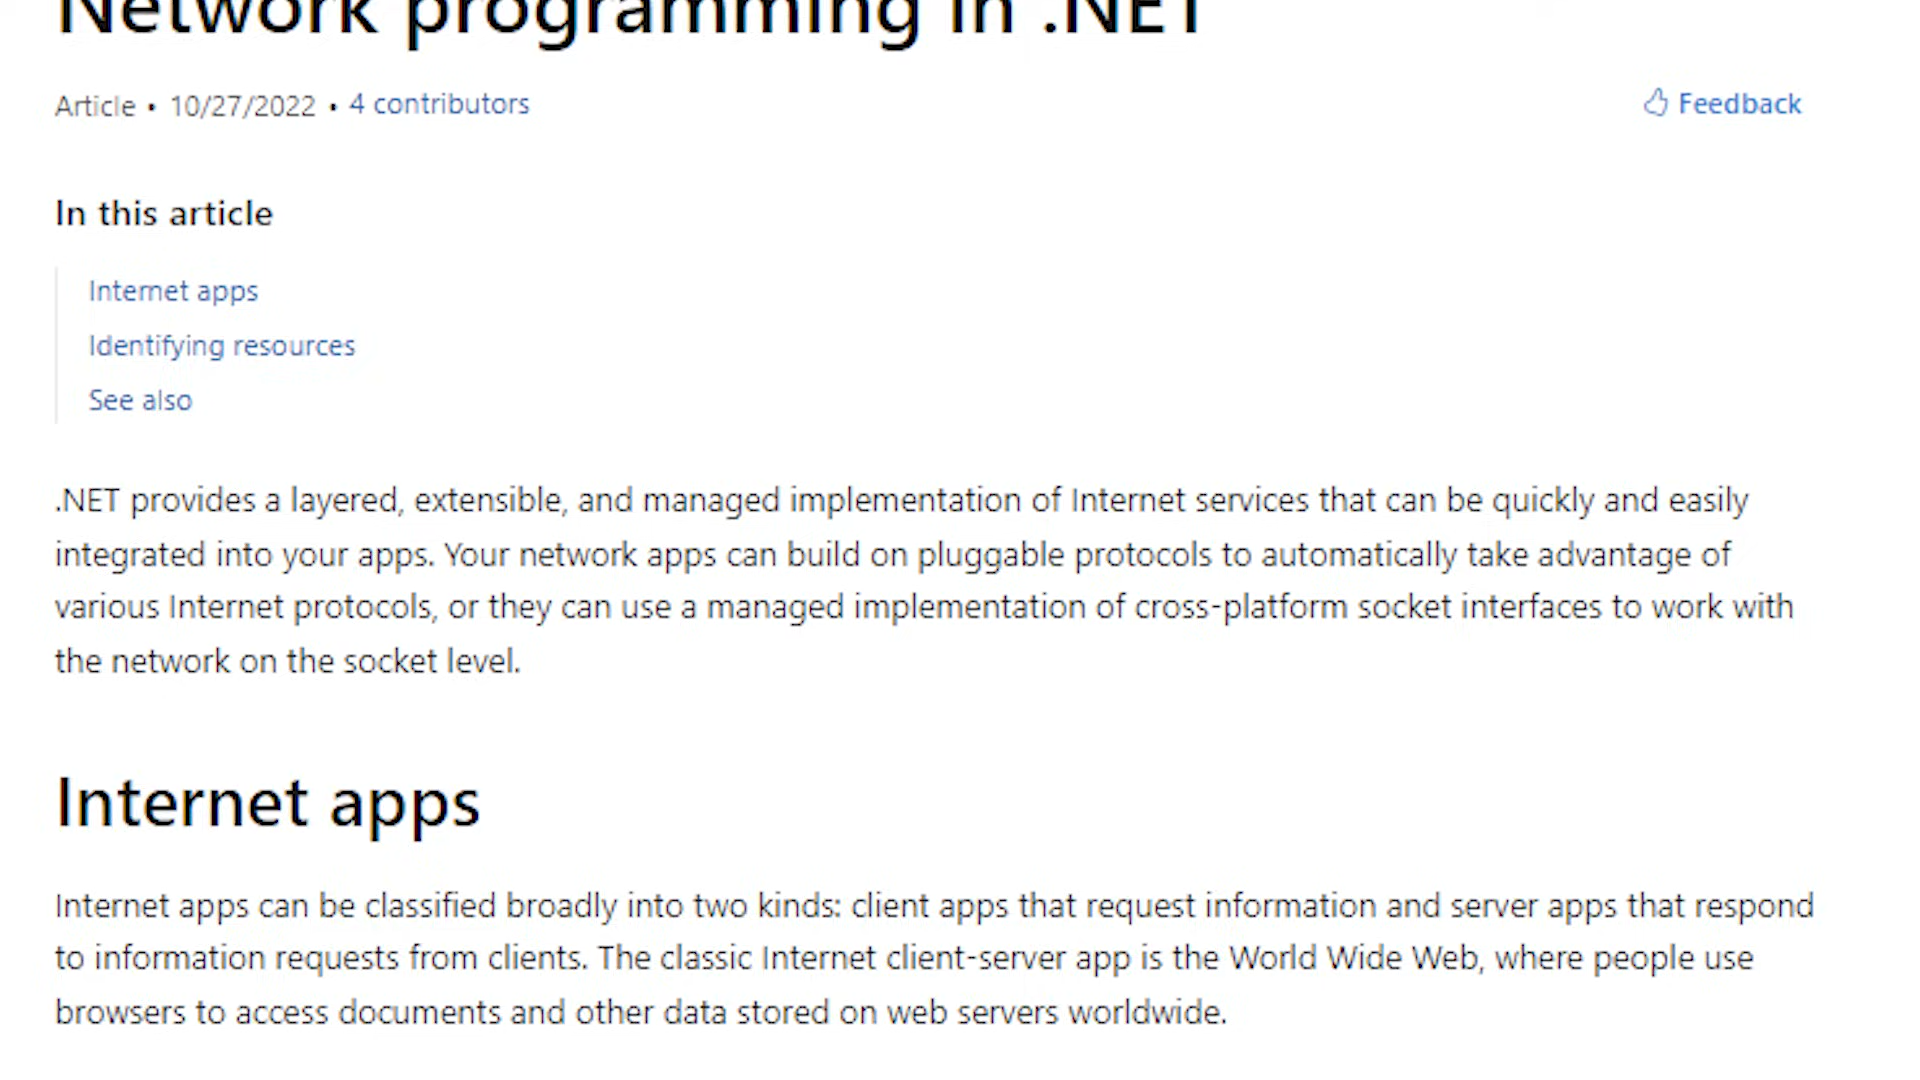 Network programming in .NET
Article • 10/27/2022 • 4 contributors
Feedback
In this article
Internet apps
Identifying resources
See also
.NET provides a layered, extensible, and managed implementation of Internet services that can be quickly and easily
integrated into your apps. Your network apps can build on pluggable protocols to automatically take advantage of
various Internet protocols, or they can use a managed implementation of cross-platform socket interfaces to work with
the network on the socket level.
Internet apps
Internet apps can be classified broadly into two kinds: client apps that request information and server apps that respond
to information requests from clients. The classic Internet client-server app is the World Wide Web, where people use
browsers to access documents and other data stored on web servers worldwide.